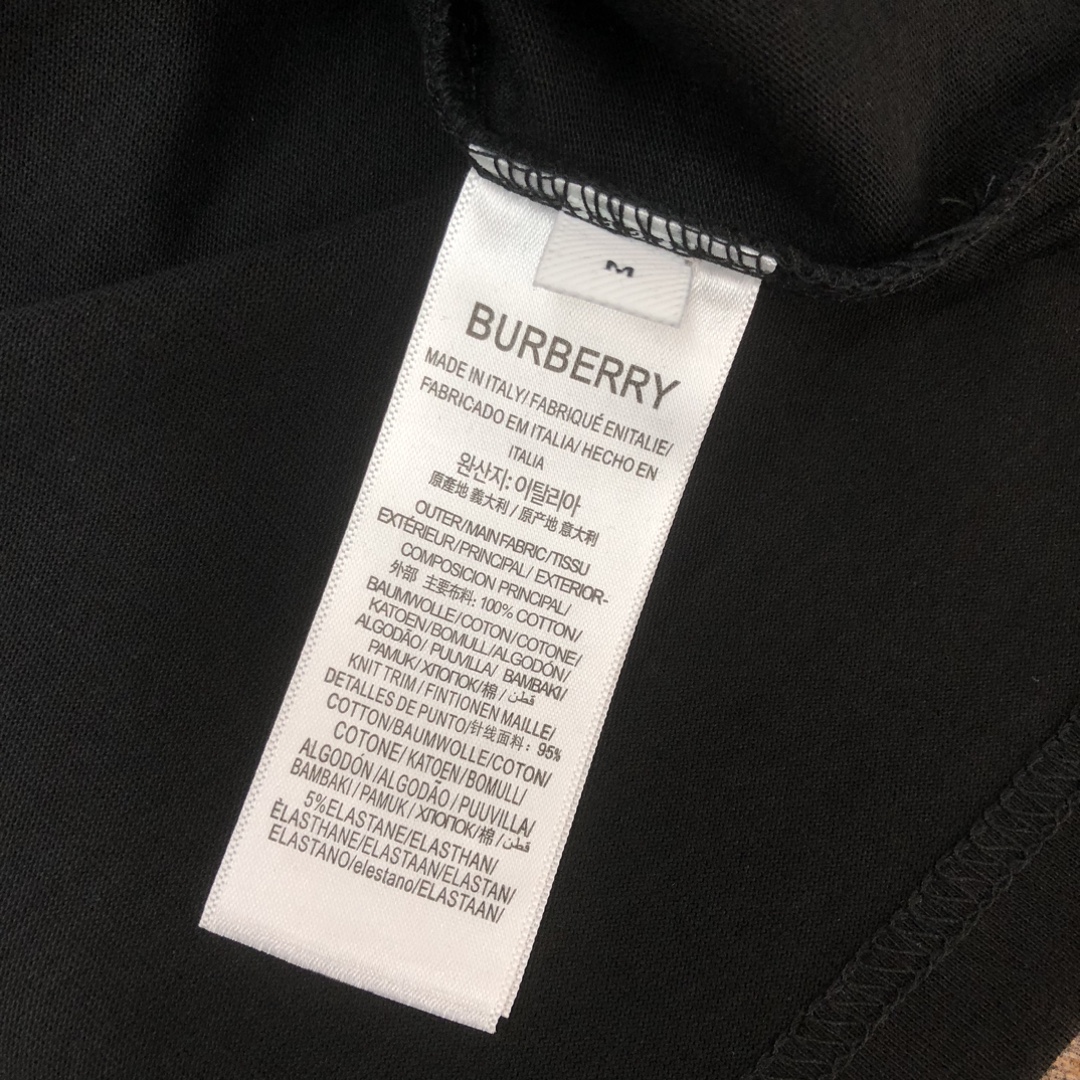 M
BURBERRY
MADE IN ITALY/ FABRIQUÉ ENITALIE/
FABRICADO EM ITALIA/ HECHO EN
ITALIA
완산지: 이탈리아
原產地 義大利 / 原产地 意大利
OUTER/MAIN FABRIC/TISSU
EXTÉRIEUR/PRINCIPAL/ EXTERIOR-
COMPOSICION PRINCIPAL/
外部 主要布料: 100% COTTON/
BAUMWOLLE/COTON/COTONE/
KATOEN/BOMULL/ALGODÓN/
ALGODÃO/ PUUVILLA/ BAMBAKI/
PAMUK/ХЛОПОК/棉 / قطن
KNIT TRIM / FINTIONEN MAILLE/
DETALLES DE PUNTO/针线面料: 95%
COTTON/BAUMWOLLE/COTON/
COTONE/ KATOEN/BOMULL/
ALGODÓN /ALGODÃO / PUUVILLA/
BAMBAKI / PAMUK/ ХЛОПОК/棉 / قطن
5%ELASTANE/ELASTHAN/
ÉLASTHANE/ELASTAAN/ELASTAN/
ELASTANO/elestano/ELASTAAN/